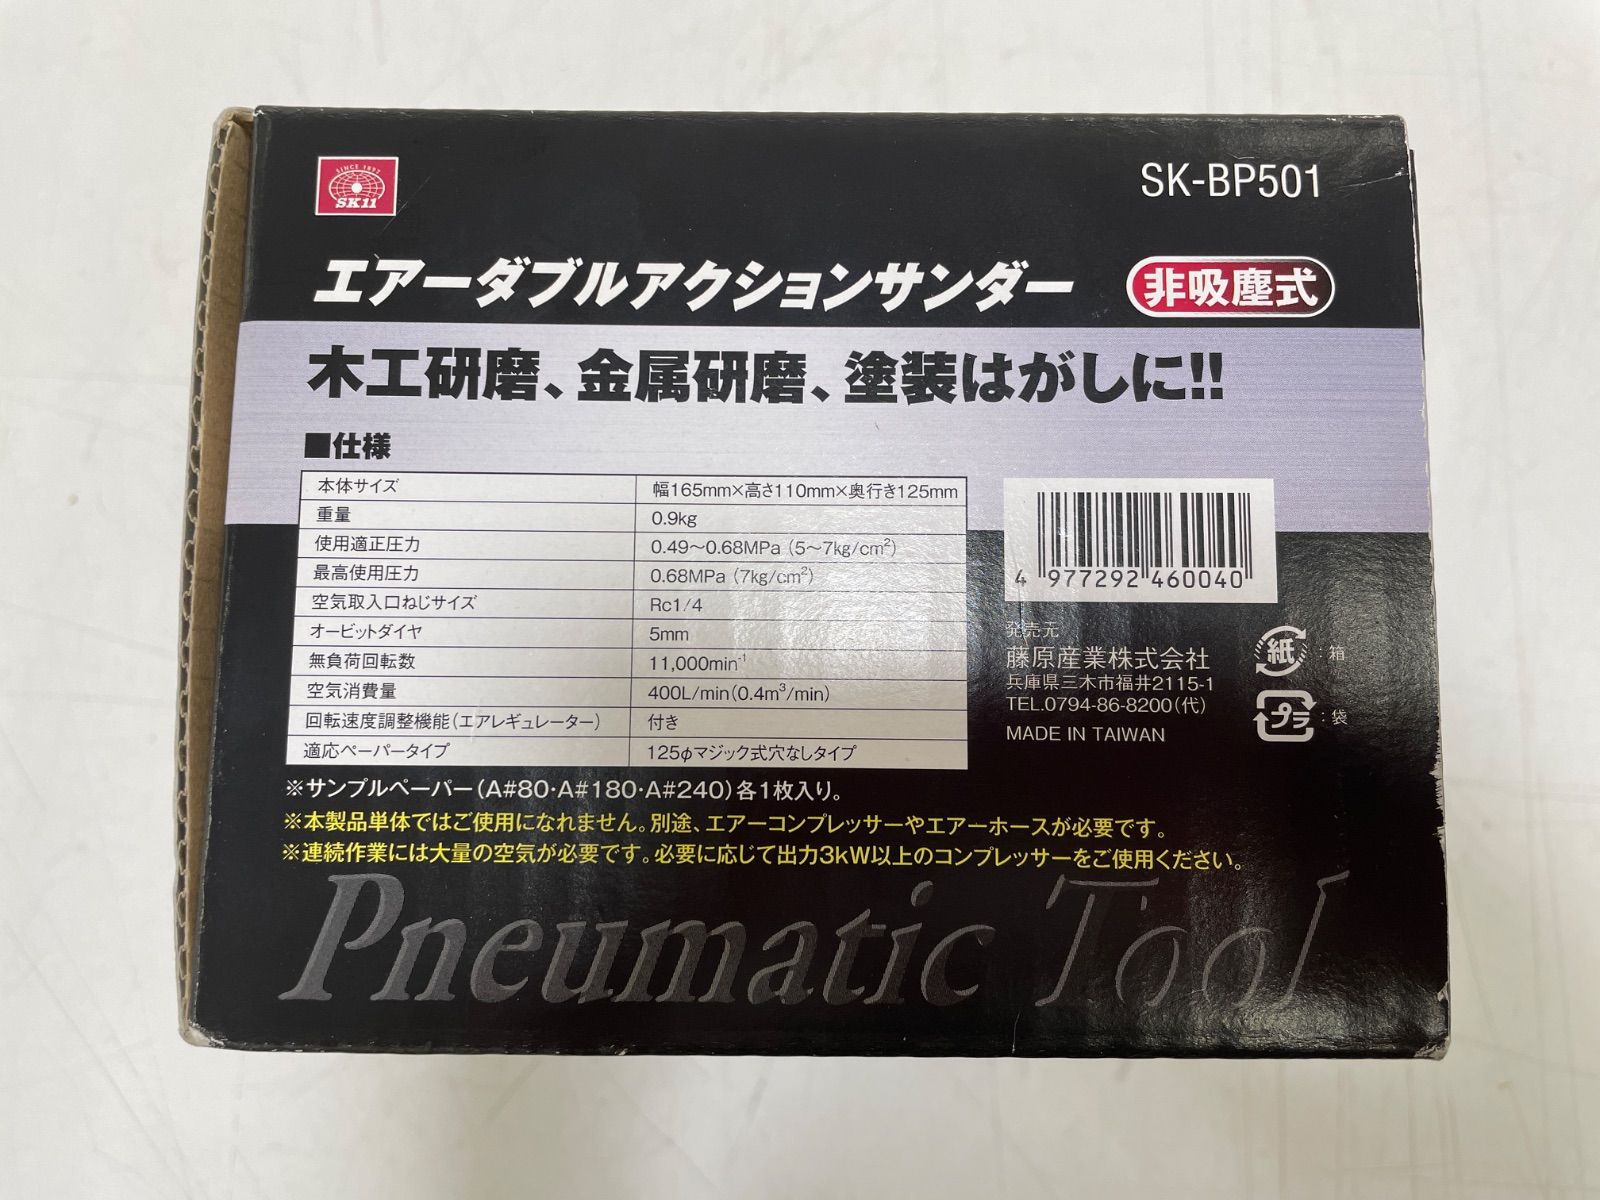 SINCE 1937
SK11
SK-BP501
エアーダブルアクションサンダー 非吸塵式
木工研磨、金属研磨、塗装はがしに!!
■仕様
本体サイズ 幅165mm×高さ110mm×奥行き125mm
重量 0.9kg
使用適正圧力 0.49～0.68MPa (5～7kg/cm²)
最高使用圧力 0.68MPa (7kg/cm²)
空気取入口ねじサイズ Rc1/4
オービットダイヤ 5mm
無負荷回転数 11,000min⁻¹
空気消費量 400L/min(0.4m³/min)
回転速度調整機能(エアレギュレーター) 付き
適応ペーパータイプ 125φマジック式穴なしタイプ
4 977292 460040
発売元
藤原産業株式会社
兵庫県三木市福井2115-1
TEL.0794-86-8200(代)
MADE IN TAIWAN
紙：箱
プラ：袋
※サンプルペーパー(A#80･A#180･A#240)各1枚入り。
※本製品単体ではご使用になれません。別途、エアーコンプレッサーやエアーホースが必要です。
※連続作業には大量の空気が必要です。必要に応じて出力3kW以上のコンプレッサーをご使用ください。
Pneumatic Tool